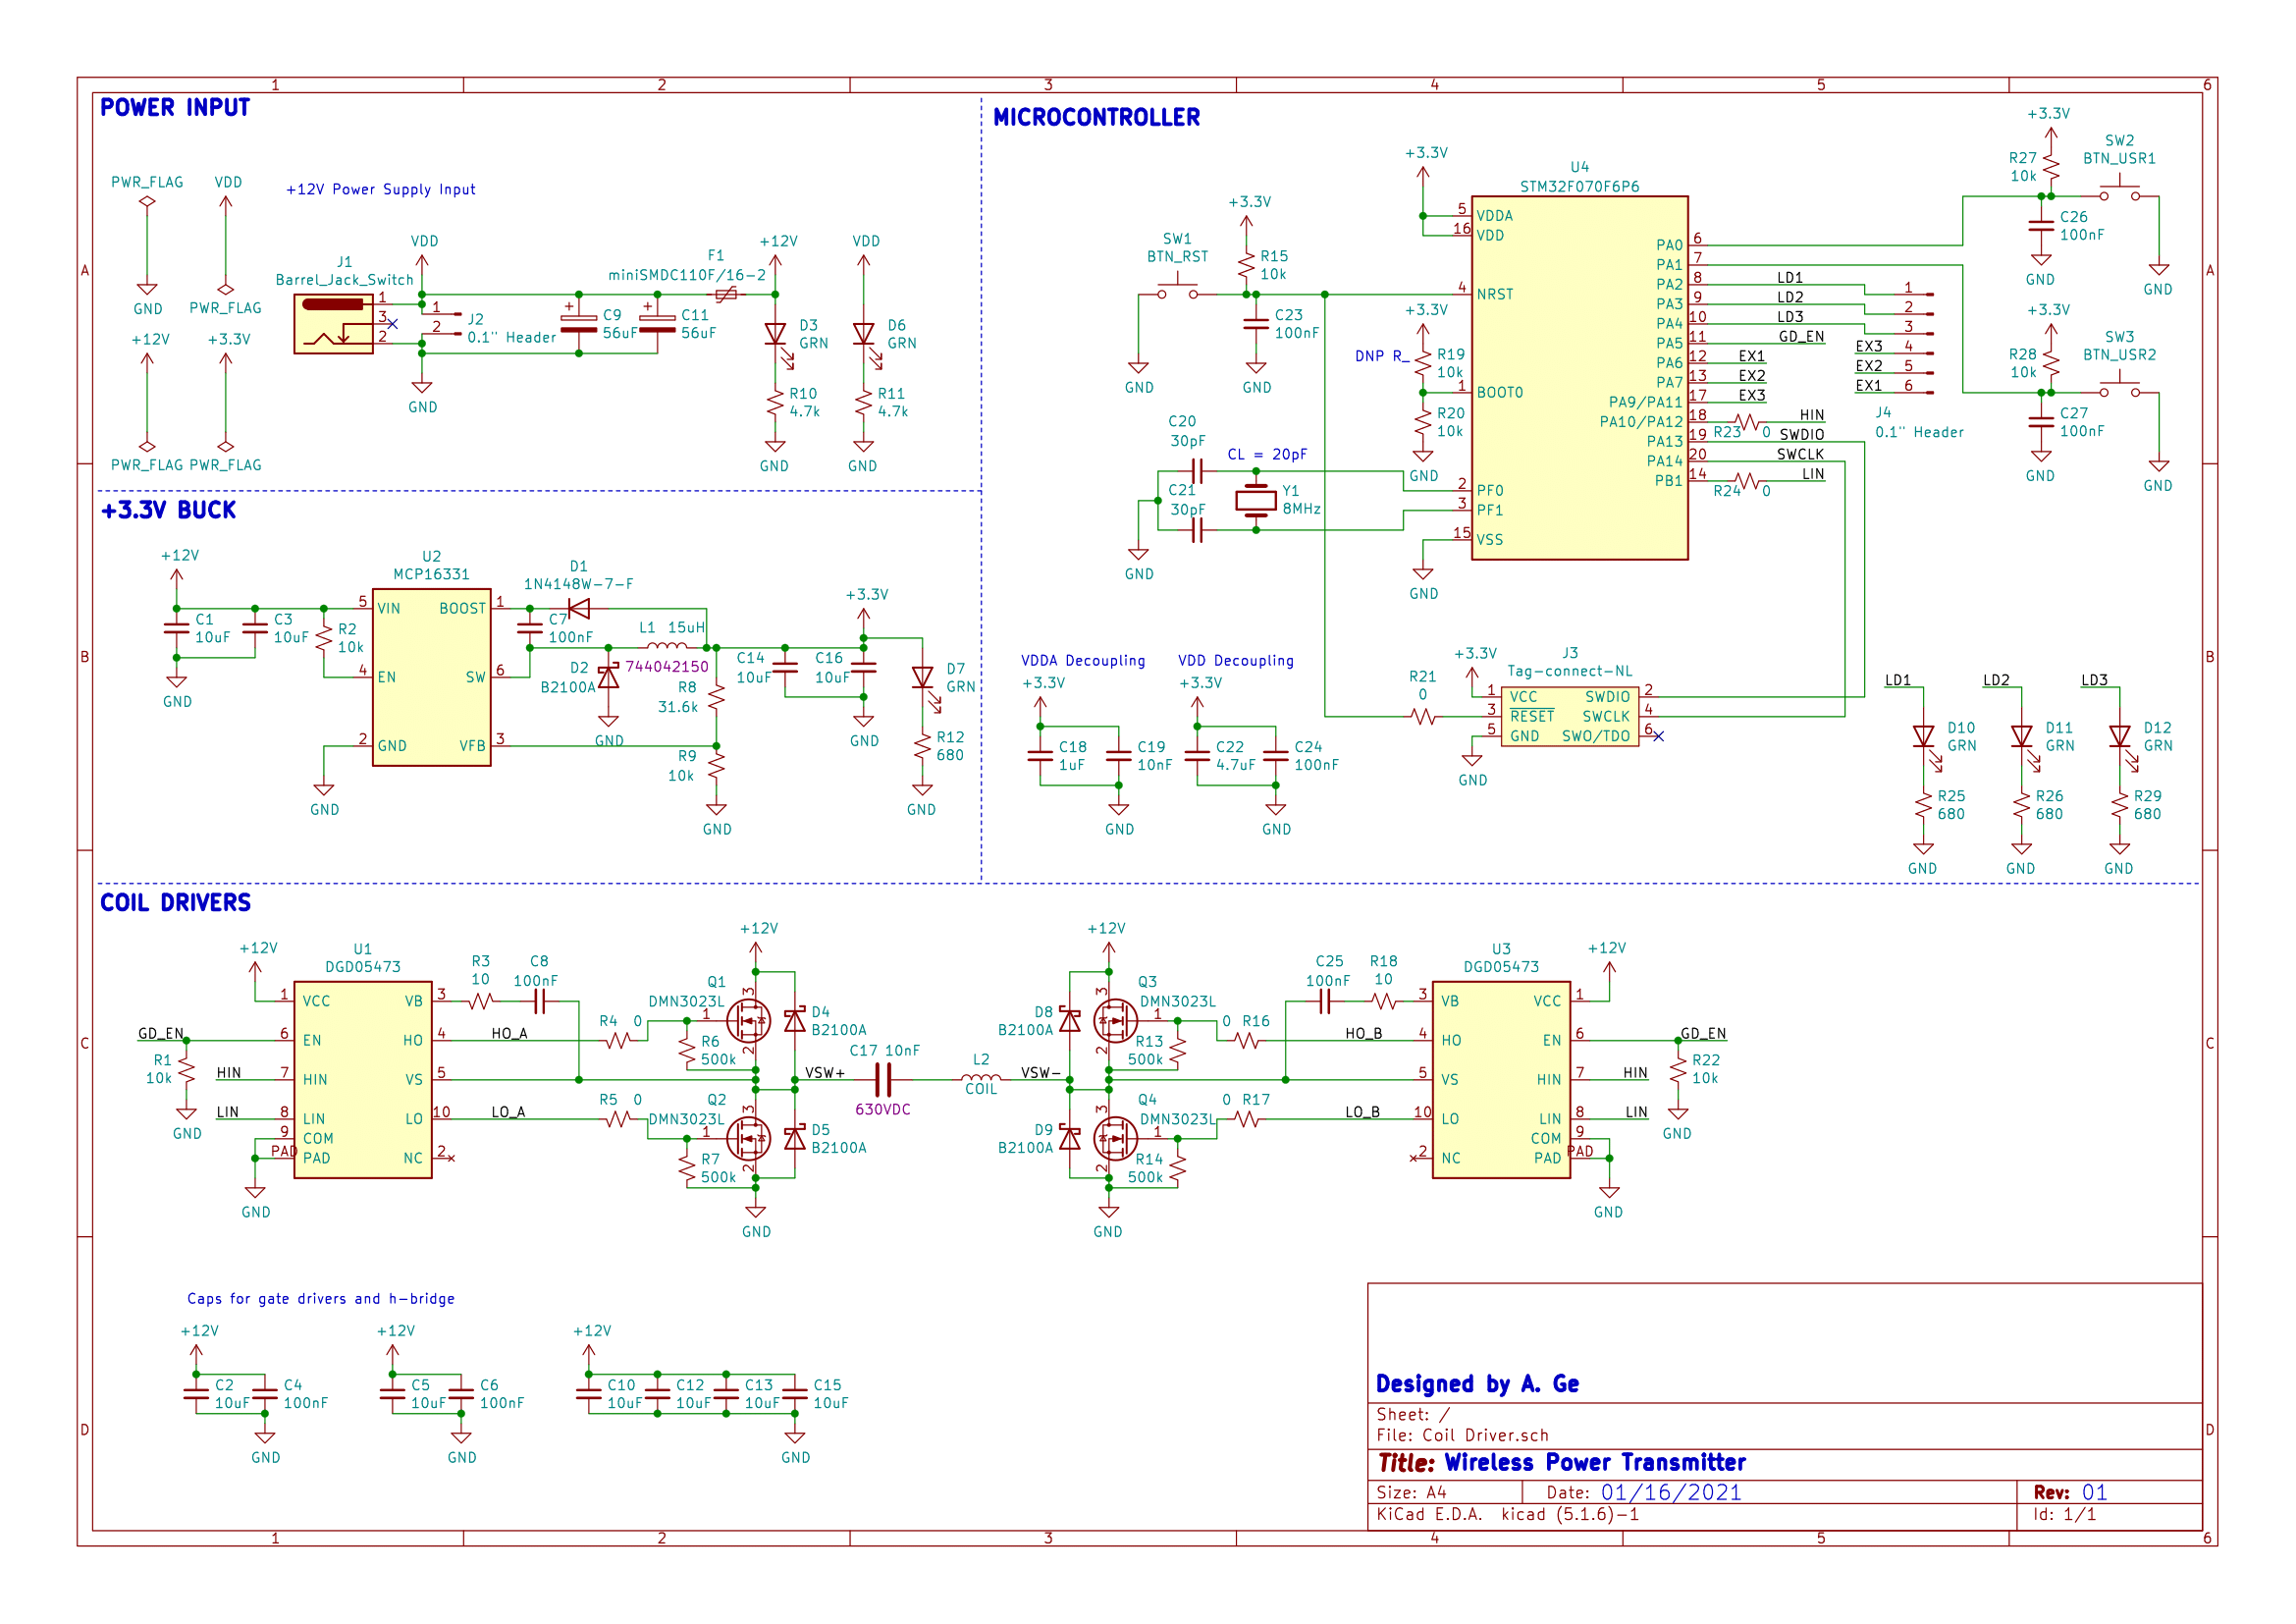 1 2 3 4 5 6
A
B
C
D
POWER INPUT
PWR_FLAG
GND
VDD
PWR_FLAG
+12V
PWR_FLAG
+3.3V
PWR_FLAG
+12V Power Supply Input
J1
Barrel_Jack_Switch
1
3
2
VDD
1
2
J2
0.1" Header
GND
C9
56uF
C11
56uF
F1
miniSMDC110F/16-2
+12V
D3
GRN
R10
4.7k
GND
VDD
D6
GRN
R11
4.7k
GND
+3.3V BUCK
+12V
C1
10uF
C3
10uF
GND
R2
10k
U2
MCP16331
5 VIN
4 EN
2 GND
BOOST 1
SW 6
VFB 3
GND
D1
1N4148W-7-F
C7
100nF
L1 15uH
744042150
D2
B2100A
GND
R8
31.6k
R9
10k
GND
C14
10uF
C16
10uF
+3.3V
GND
D7
GRN
R12
680
GND
MICROCONTROLLER
SW1
BTN_RST
GND
+3.3V
R15
10k
C23
100nF
GND
+3.3V
U4
STM32F070F6P6
5 VDDA
16 VDD
4 NRST
1 BOOT0
2 PF0
3 PF1
15 VSS
PA0 6
PA1 7
PA2 8
PA3 9
PA4 10
PA5 11
PA6 12
PA7 13
PA9/PA11 17
PA10/PA12 18
PA13 19
PA14 20
PB1 14
+3.3V
DNP R_
R19
10k
R20
10k
GND
C20
30pF
C21
30pF
CL = 20pF
Y1
8MHz
GND
GND
LD1
LD2
LD3
GD_EN
EX1
EX2
EX3
R23 0
HIN
SWDIO
SWCLK
R24 0
LIN
1
2
3
EX3 4
EX2 5
EX1 6
J4
0.1" Header
+3.3V
R27
10k
SW2
BTN_USR1
C26
100nF
GND
GND
+3.3V
R28
10k
SW3
BTN_USR2
C27
100nF
GND
GND
VDDA Decoupling
+3.3V
C18
1uF
C19
10nF
GND
VDD Decoupling
+3.3V
C22
4.7uF
C24
100nF
GND
R21
0
+3.3V
J3
Tag-connect-NL
1 VCC
3 RESET
5 GND
SWDIO 2
SWCLK 4
SWO/TDO 6
GND
LD1
D10
GRN
R25
680
GND
LD2
D11
GRN
R26
680
GND
LD3
D12
GRN
R29
680
GND
COIL DRIVERS
+12V
U1
DGD05473
1 VCC
6 EN
7 HIN
8 LIN
9 COM
PAD PAD
VB 3
HO 4
VS 5
LO 10
NC 2
GD_EN
R1
10k
GND
HIN
LIN
GND
R3
10
C8
100nF
HO_A
R4 0
LO_A
R5 0
+12V
Q1
DMN3023L
1
2
3
R6
500k
D4
B2100A
Q2
DMN3023L
1
2
3
R7
500k
D5
B2100A
GND
VSW+
C17 10nF
630VDC
L2
COIL
VSW-
+12V
D8
B2100A
Q3
DMN3023L
1
2
3
R13
500k
D9
B2100A
Q4
DMN3023L
1
2
3
R14
500k
GND
0 R16
HO_B
0 R17
LO_B
C25
100nF
R18
10
U3
DGD05473
3 VB
4 HO
5 VS
10 LO
2 NC
VCC 1
EN 6
HIN 7
LIN 8
COM 9
PAD PAD
+12V
GD_EN
R22
10k
GND
HIN
LIN
GND
Caps for gate drivers and h-bridge
+12V
C2
10uF
C4
100nF
GND
+12V
C5
10uF
C6
100nF
GND
+12V
C10
10uF
C12
10uF
C13
10uF
C15
10uF
GND
Designed by A. Ge
Sheet: /
File: Coil Driver.sch
Title: Wireless Power Transmitter
Size: A4 Date: 01/16/2021 Rev: 01
KiCad E.D.A. kicad (5.1.6)-1 Id: 1/1
A
B
C
D
1 2 3 4 5 6